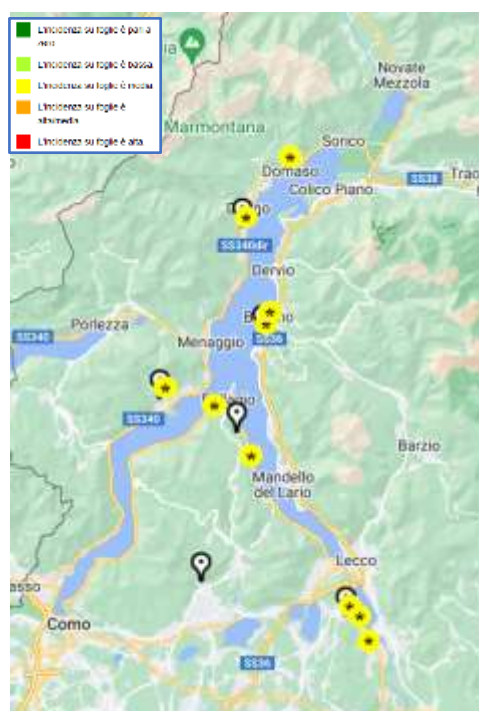 L'incidenza su foglie è pari a
zero
L'incidenza su foglie è bassa
L'incidenza su foglie è media
L'incidenza su foglie è
alta/media
L'incidenza su foglie è alta
Novate
Mezzola
Marmontana
Sorico
Domaso
SS38
Colico Piano
SS340dir
Dervio
Porlezza
SS340
Menaggio
SS36
SS340
Barzio
Mandello
del Lario
Lecco
Como
SS36